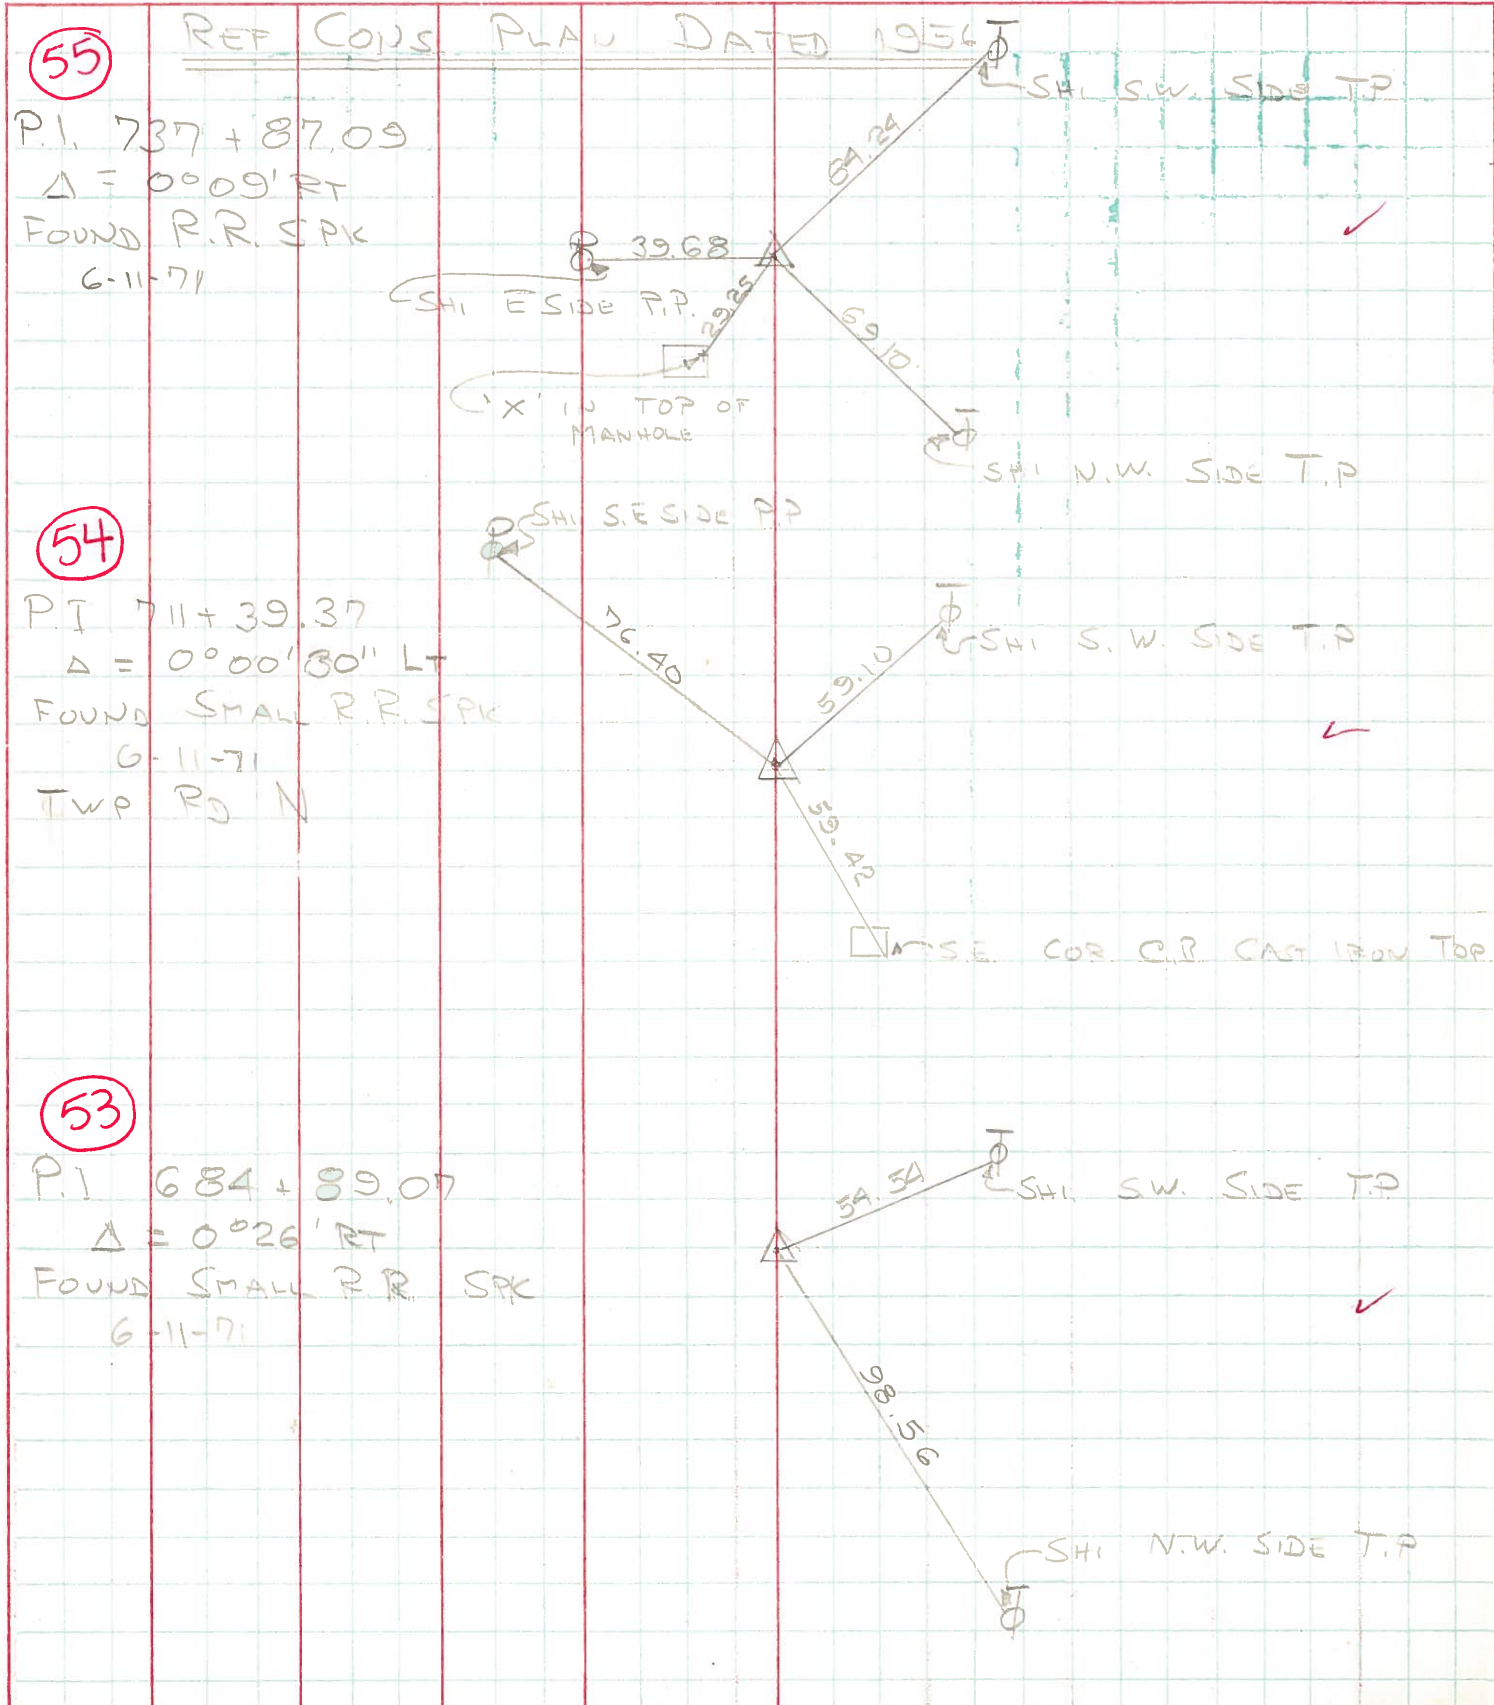 REF CONS. PLAN DATED 1956
55
P.I. 737 + 87.09
Δ = 0°09' RT
FOUND R.R. SPK
6-11-71
T
SHI S.W. SIDE T.P.
64.24
P
39.68
SHI E SIDE P.P.
29.25
69.10
'X' IN TOP OF
MANHOLE
T
SHI N.W. SIDE T.P
54
P
SHI S.E SIDE P.P
P.I 711 + 39.37
Δ = 0°00'30" LT
FOUND SMALL R.R. SPK
6-11-71
TWP RD N
76.40
T
SHI S.W. SIDE T.P
59.10
59.42
S.E. COR C.B CAST IRON TOP
53
P.I 684 + 89.07
Δ = 0°26' RT
FOUND SMALL R.R. SPK
6-11-71
T
SHI S.W. SIDE T.P
54.54
98.56
SHI N.W. SIDE T.P
T